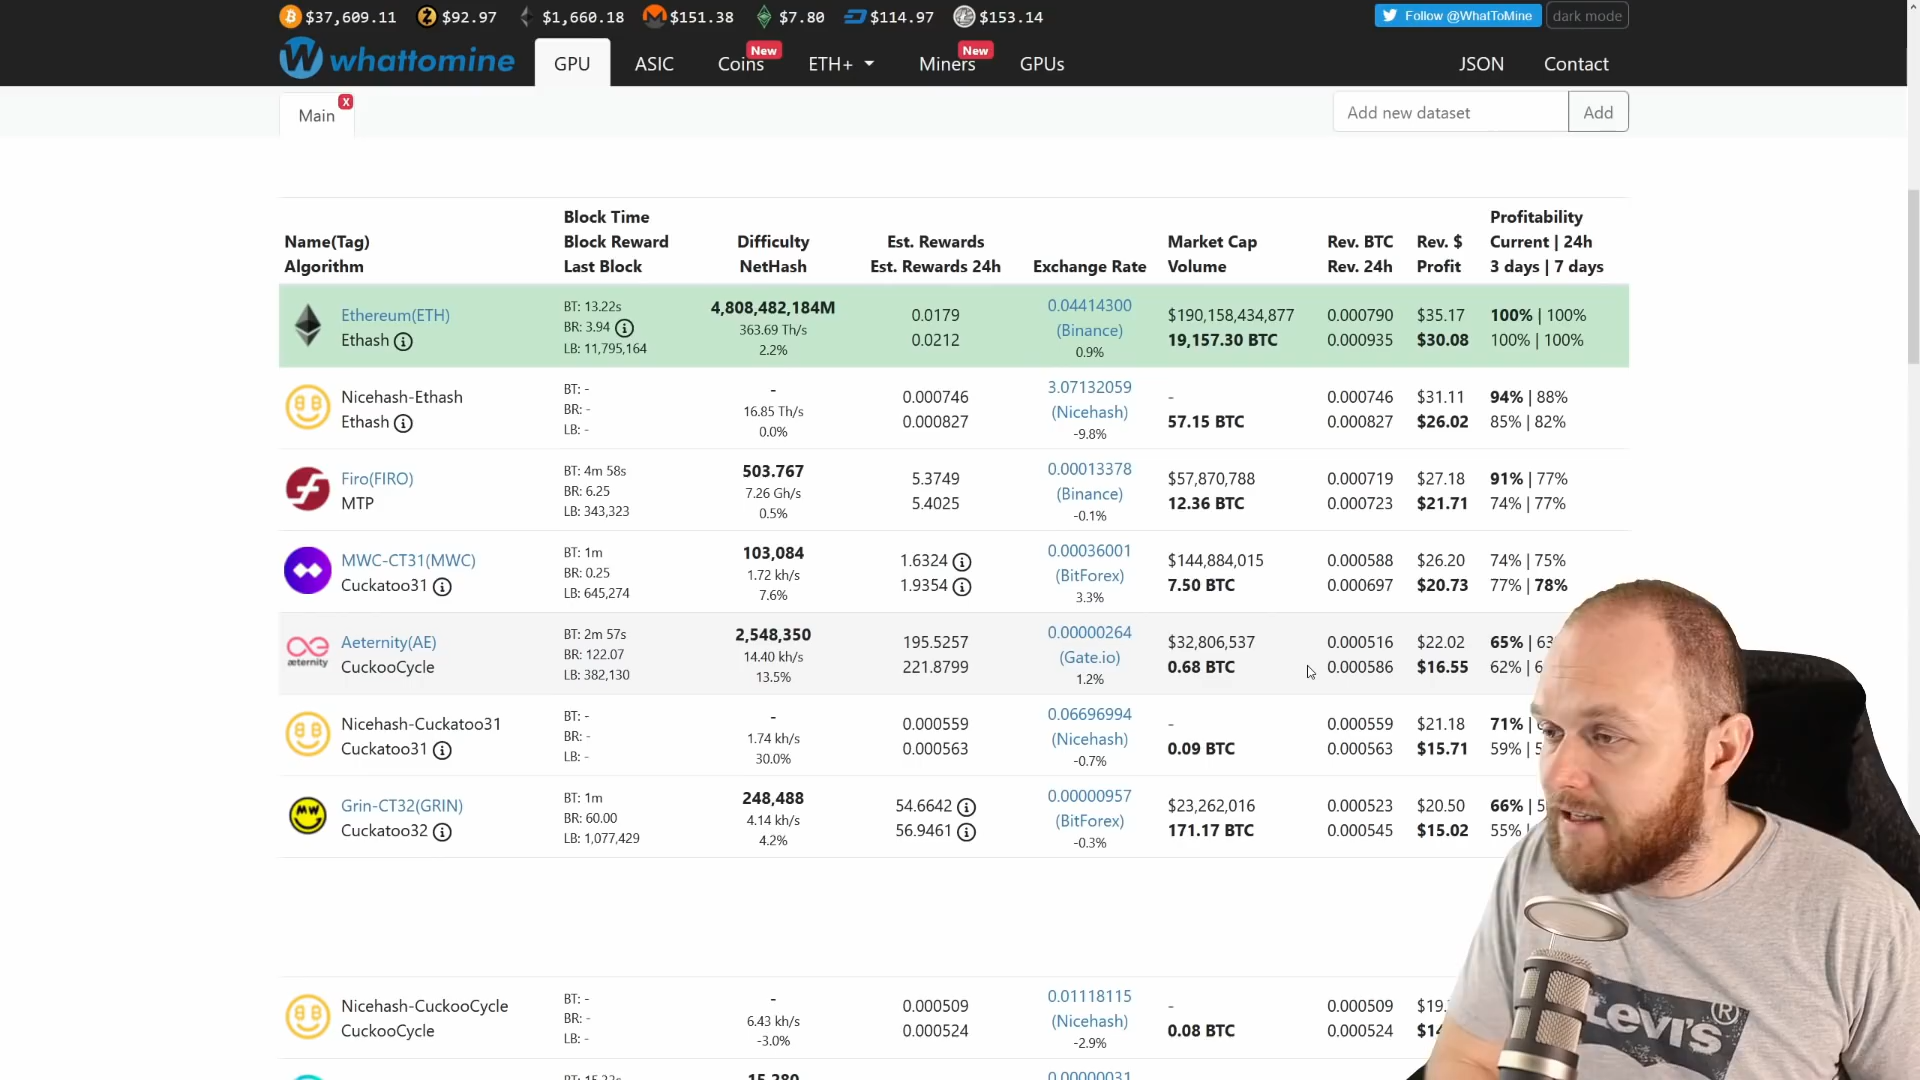 $37,609.11 $92.97 $1,660.18 $151.38 $7.80 $114.97 $153.14 Follow @WhatToMine dark mode
whattomine GPU ASIC Coins New ETH+ Miners New GPUs JSON Contact
Main x Add new dataset Add
Name(Tag)
Algorithm
Block Time
Block Reward
Last Block
Difficulty
NetHash
Est. Rewards
Est. Rewards 24h
Exchange Rate
Market Cap
Volume
Rev. BTC
Rev. 24h
Rev. $
Profit
Profitability
Current | 24h
3 days | 7 days
Ethereum(ETH)
Ethash
BT: 13.22s
BR: 3.94
LB: 11,795,164
4,808,482,184M
363.69 Th/s
2.2%
0.0179
0.0212
0.04414300
(Binance)
0.9%
$190,158,434,877
19,157.30 BTC
0.000790
0.000935
$35.17
$30.08
100% | 100%
100% | 100%
Nicehash-Ethash
Ethash
BT: -
BR: -
LB: -
-
16.85 Th/s
0.0%
0.000746
0.000827
3.07132059
(Nicehash)
-9.8%
-
57.15 BTC
0.000746
0.000827
$31.11
$26.02
94% | 88%
85% | 82%
Firo(FIRO)
MTP
BT: 4m 58s
BR: 6.25
LB: 343,323
503.767
7.26 Gh/s
0.5%
5.3749
5.4025
0.00013378
(Binance)
-0.1%
$57,870,788
12.36 BTC
0.000719
0.000723
$27.18
$21.71
91% | 77%
74% | 77%
MWC-CT31(MWC)
Cuckatoo31
BT: 1m
BR: 0.25
LB: 645,274
103,084
1.72 kh/s
7.6%
1.6324
1.9354
0.00036001
(BitForex)
3.3%
$144,884,015
7.50 BTC
0.000588
0.000697
$26.20
$20.73
74% | 75%
77% | 78%
Aeternity(AE)
CuckooCycle
æternity
BT: 2m 57s
BR: 122.07
LB: 382,130
2,548,350
14.40 kh/s
13.5%
195.5257
221.8799
0.00000264
(Gate.io)
1.2%
$32,806,537
0.68 BTC
0.000516
0.000586
$22.02
$16.55
65% |
62% |
Nicehash-Cuckatoo31
Cuckatoo31
BT: -
BR: -
LB: -
-
1.74 kh/s
30.0%
0.000559
0.000563
0.06696994
(Nicehash)
-0.7%
-
0.09 BTC
0.000559
0.000563
$21.18
$15.71
71% |
59% |
Grin-CT32(GRIN)
Cuckatoo32
MW
BT: 1m
BR: 60.00
LB: 1,077,429
248,488
4.14 kh/s
4.2%
54.6642
56.9461
0.00000957
(BitForex)
-0.3%
$23,262,016
171.17 BTC
0.000523
0.000545
$20.50
$15.02
66% |
55% |
Nicehash-CuckooCycle
CuckooCycle
BT: -
BR: -
LB: -
-
6.43 kh/s
-3.0%
0.000509
0.000524
0.01118115
(Nicehash)
-2.9%
-
0.08 BTC
0.000509
0.000524
Levi's
®
BT: 15.22s
15,280
0.00000031